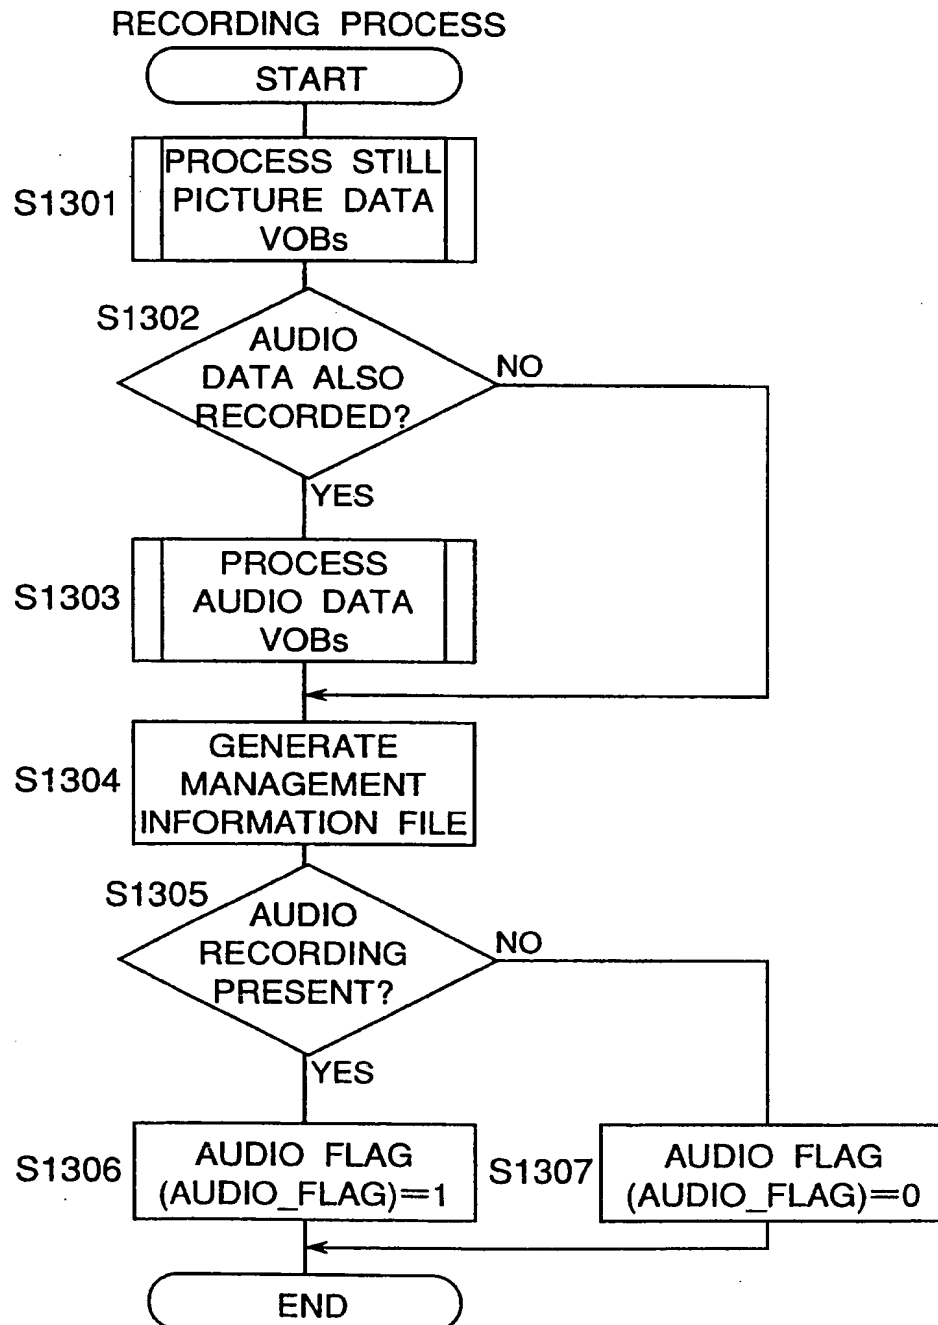 RECORDING PROCESS
START
S1301
PROCESS STILL
PICTURE DATA
VOBs
S1302
AUDIO
DATA ALSO
RECORDED?
NO
YES
S1303
PROCESS
AUDIO DATA
VOBs
S1304
GENERATE
MANAGEMENT
INFORMATION FILE
S1305
AUDIO
RECORDING
PRESENT?
NO
YES
S1306
AUDIO FLAG
(AUDIO_FLAG)=1
S1307
AUDIO FLAG
(AUDIO_FLAG)=0
END